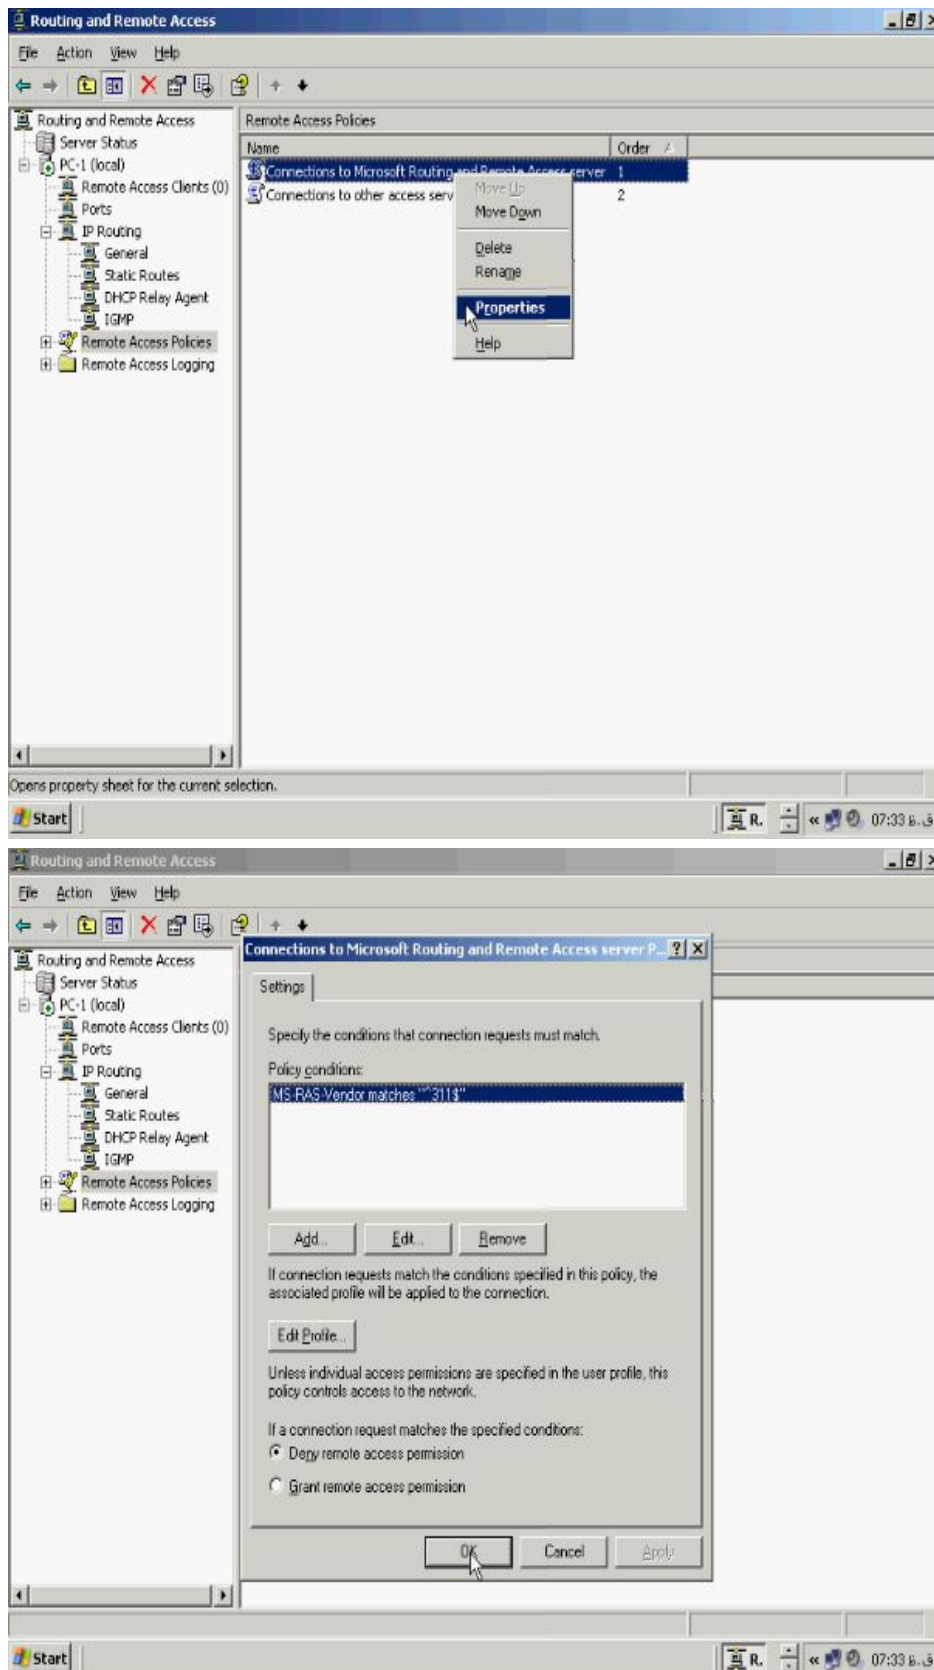 Routing and Remote Access
File Action View Help
Routing and Remote Access
Server Status
PC-1 (local)
Remote Access Clients (0)
Ports
IP Routing
General
Static Routes
DHCP Relay Agent
IGMP
Remote Access Policies
Remote Access Logging
Remote Access Policies
Name Order
Connections to Microsoft Routing and Remote Access server 1
Connections to other access serv 2
Move Up
Move Down
Delete
Rename
Properties
Help
Opens property sheet for the current selection.
Start R. « 07:33 ق.ظ
Routing and Remote Access
File Action View Help
Routing and Remote Access
Server Status
PC-1 (local)
Remote Access Clients (0)
Ports
IP Routing
General
Static Routes
DHCP Relay Agent
IGMP
Remote Access Policies
Remote Access Logging
Connections to Microsoft Routing and Remote Access server P... ? X
Settings
Specify the conditions that connection requests must match.
Policy conditions:
MS-RAS-Vendor matches "^311$"
Add... Edit... Remove
If connection requests match the conditions specified in this policy, the
associated profile will be applied to the connection.
Edit Profile...
Unless individual access permissions are specified in the user profile, this
policy controls access to the network.
If a connection request matches the specified conditions:
Deny remote access permission
Grant remote access permission
OK Cancel Apply
Start R. « 07:33 ق.ظ